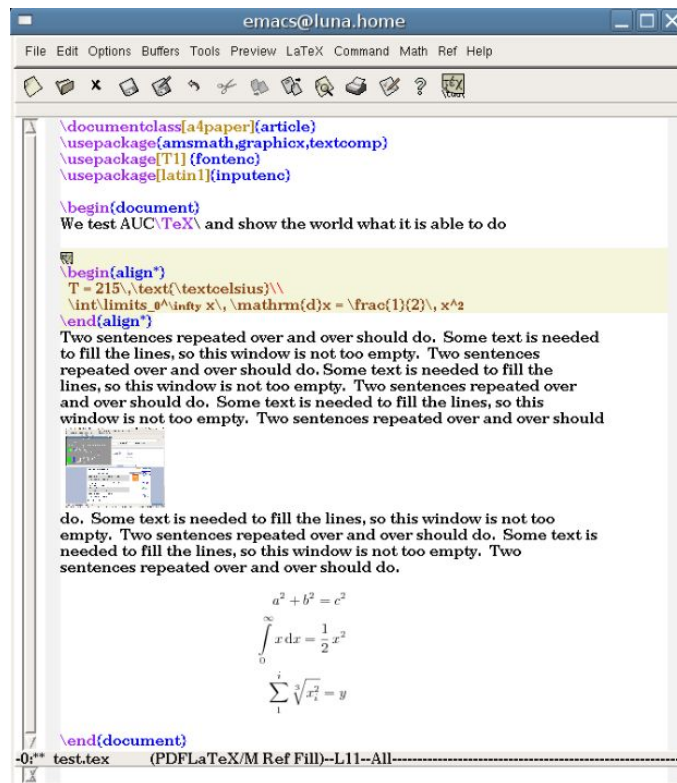 emacs@luna.home
File Edit Options Buffers Tools Preview LaTeX Command Math Ref Help
\documentclass[a4paper]{article}
\usepackage{amsmath,graphicx,textcomp}
\usepackage[T1]{fontenc}
\usepackage[latin1]{inputenc}
\begin{document}
We test AUC\TeX\ and show the world what it is able to do
\begin{align*}
T = 215\,\text{\textcelsius}\\
\int\limits_0^\infty x\, \mathrm{d}x = \frac{1}{2}\, x^2
\end{align*}
Two sentences repeated over and over should do. Some text is needed
to fill the lines, so this window is not too empty. Two sentences
repeated over and over should do. Some text is needed to fill the
lines, so this window is not too empty. Two sentences repeated over
and over should do. Some text is needed to fill the lines, so this
window is not too empty. Two sentences repeated over and over should
do. Some text is needed to fill the lines, so this window is not too
empty. Two sentences repeated over and over should do. Some text is
needed to fill the lines, so this window is not too empty. Two
sentences repeated over and over should do.
a² + b² = c²
∫₀^∞ x dx = 1/2 x²
∑₁^i ∛(x_i²) = y
\end{document}
-0:** test.tex (PDFLaTeX/M Ref Fill)--L11--All--------------------